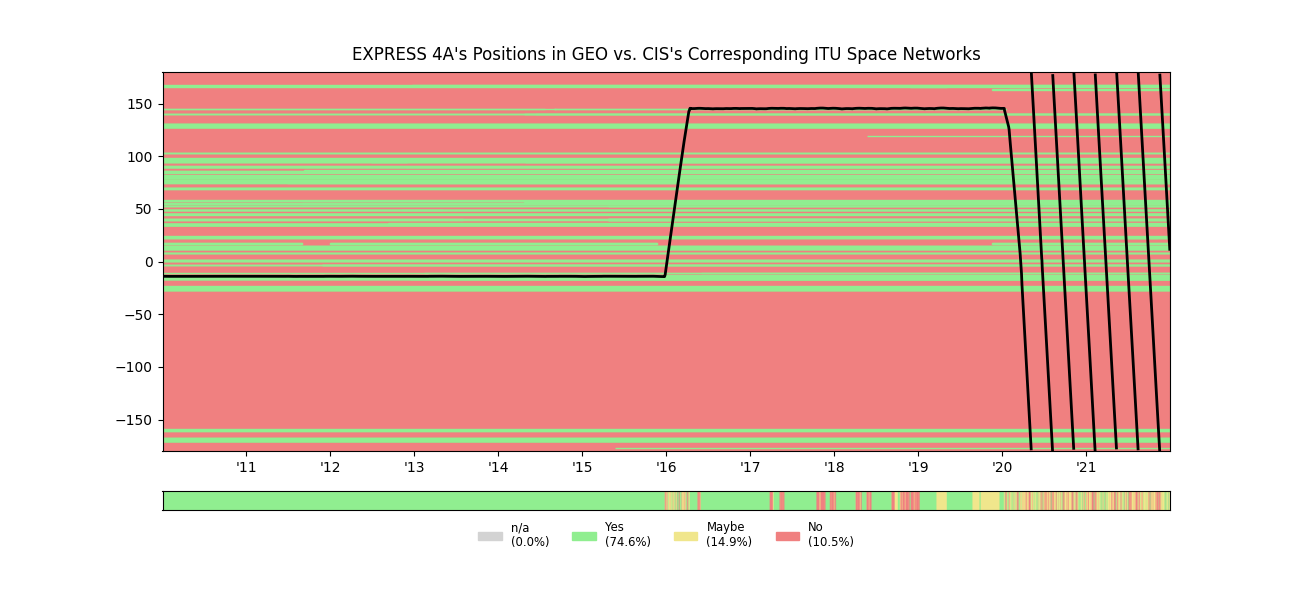 EXPRESS 4A's Positions in GEO vs. CIS's Corresponding ITU Space Networks
150
100
50
0
−50
−100
−150
'11 '12 '13 '14 '15 '16 '17 '18 '19 '20 '21
n/a Yes Maybe No
(0.0%) (74.6%) (14.9%) (10.5%)